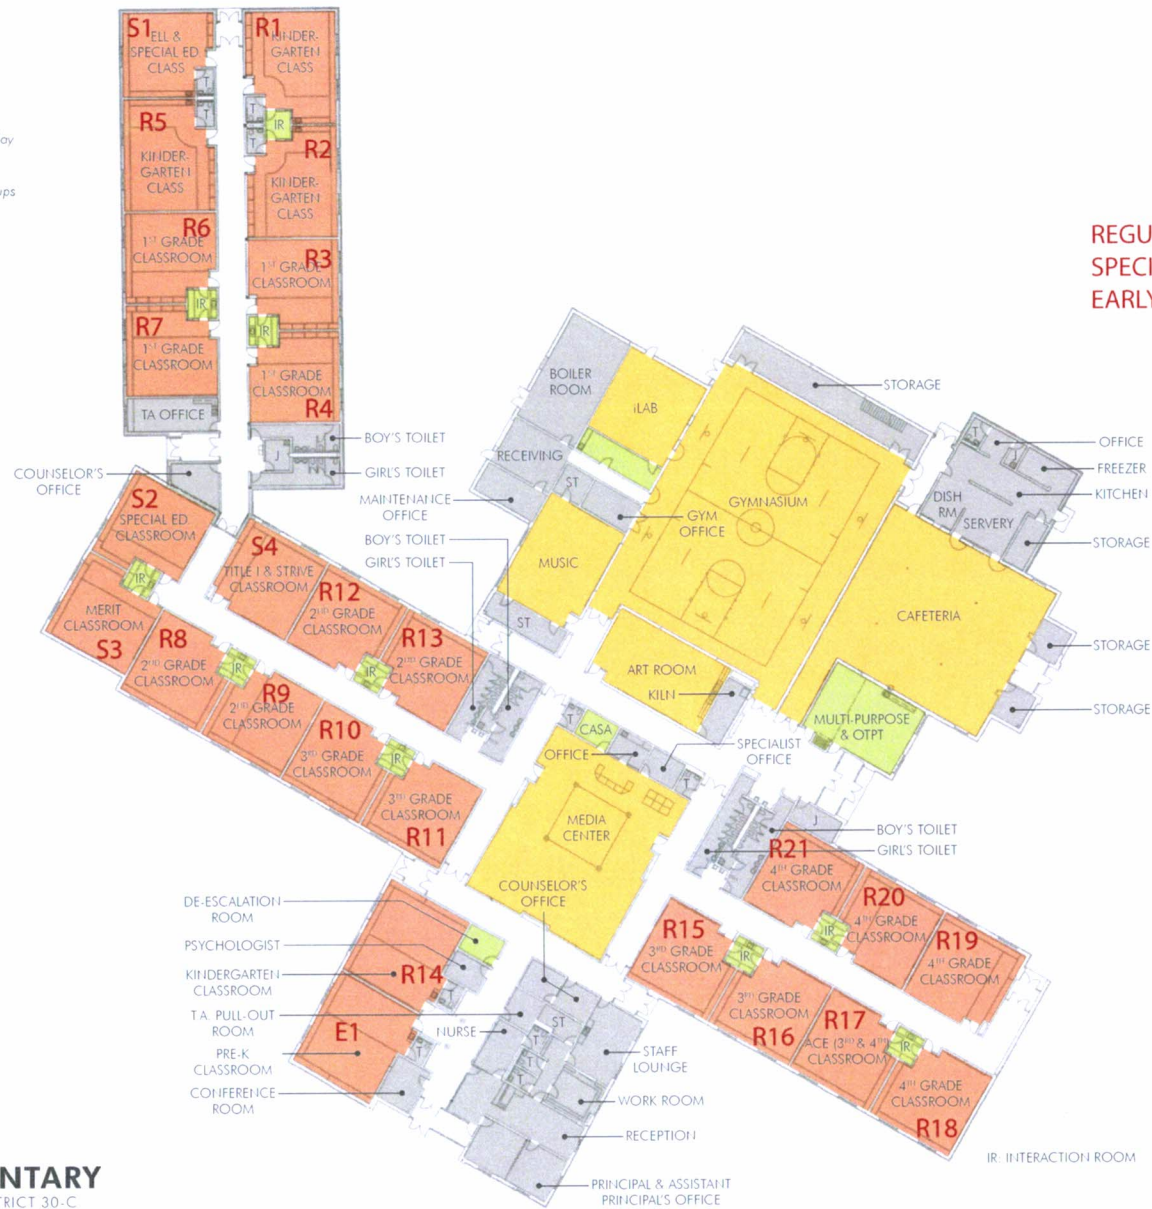 S1
ELL &
SPECIAL ED.
CLASS
R1
KINDER-
GARTEN
CLASS
T
T
T
T
IR
R5
KINDER-
GARTEN
CLASS
R2
KINDER-
GARTEN
CLASS
R6
1ST GRADE
CLASSROOM
R3
1ST GRADE
CLASSROOM
IR
IR
R7
1ST GRADE
CLASSROOM
1ST GRADE
CLASSROOM
R4
TA OFFICE
J
BOY'S TOILET
GIRL'S TOILET
COUNSELOR'S
OFFICE
REGU
SPECI
EARLY
BOILER
ROOM
iLAB
STORAGE
RECEIVING
ST
MAINTENANCE
OFFICE
GYM
OFFICE
GYMNASIUM
T
OFFICE
FREEZER
KITCHEN
DISH
RM
SERVERY
STORAGE
S2
SPECIAL ED.
CLASSROOM
IR
S4
TITLE I & STRIVE
CLASSROOM
BOY'S TOILET
GIRL'S TOILET
MUSIC
ST
CAFETERIA
STORAGE
STORAGE
MERIT
CLASSROOM
S3
R8
2ND GRADE
CLASSROOM
IR
R12
2ND GRADE
CLASSROOM
R13
2ND GRADE
CLASSROOM
IR
R9
2ND GRADE
CLASSROOM
R10
3RD GRADE
CLASSROOM
IR
3RD GRADE
CLASSROOM
R11
ART ROOM
KILN
MULTI-PURPOSE
& OTPT
T
CASA
OFFICE
SPECIALIST
OFFICE
T
MEDIA
CENTER
J
BOY'S TOILET
GIRL'S TOILET
R21
4TH GRADE
CLASSROOM
R20
4TH GRADE
CLASSROOM
R19
4TH GRADE
CLASSROOM
IR
COUNSELOR'S
OFFICE
DE-ESCALATION
ROOM
PSYCHOLOGIST
KINDERGARTEN
CLASSROOM
R14
T.A. PULL-OUT
ROOM
NURSE
E1
PRE-K
CLASSROOM
CONFERENCE
ROOM
T
T
ST
T
T
STAFF
LOUNGE
WORK ROOM
RECEPTION
PRINCIPAL & ASSISTANT
PRINCIPAL'S OFFICE
R15
3RD GRADE
CLASSROOM
IR
3RD GRADE
CLASSROOM
R16
R17
ACE (3RD & 4TH)
CLASSROOM
IR
4TH GRADE
CLASSROOM
R18
IR: INTERACTION ROOM
NTARY
TRICT 30-C